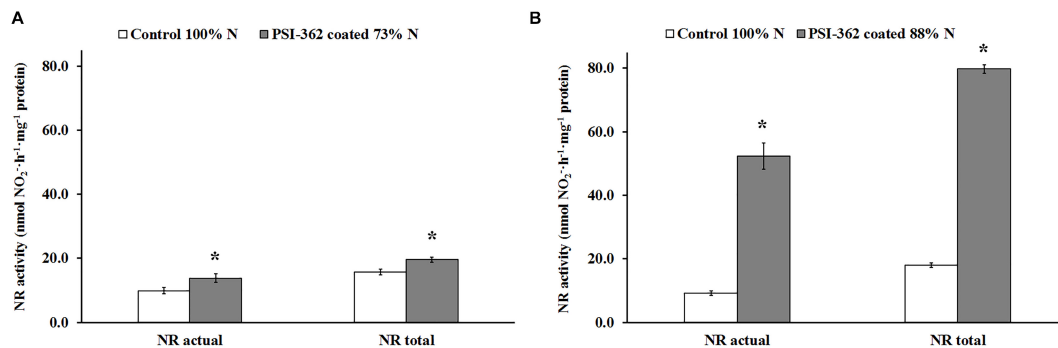 A
Control 100% N PSI-362 coated 73% N
NR activity (nmol NO₂⁻·h⁻¹·mg⁻¹ protein)
80.0
60.0
40.0
20.0
0.0
*
*
NR actual NR total
B
Control 100% N PSI-362 coated 88% N
NR activity (nmol NO₂⁻·h⁻¹·mg⁻¹ protein)
80.0
60.0
40.0
20.0
0.0
*
*
NR actual NR total